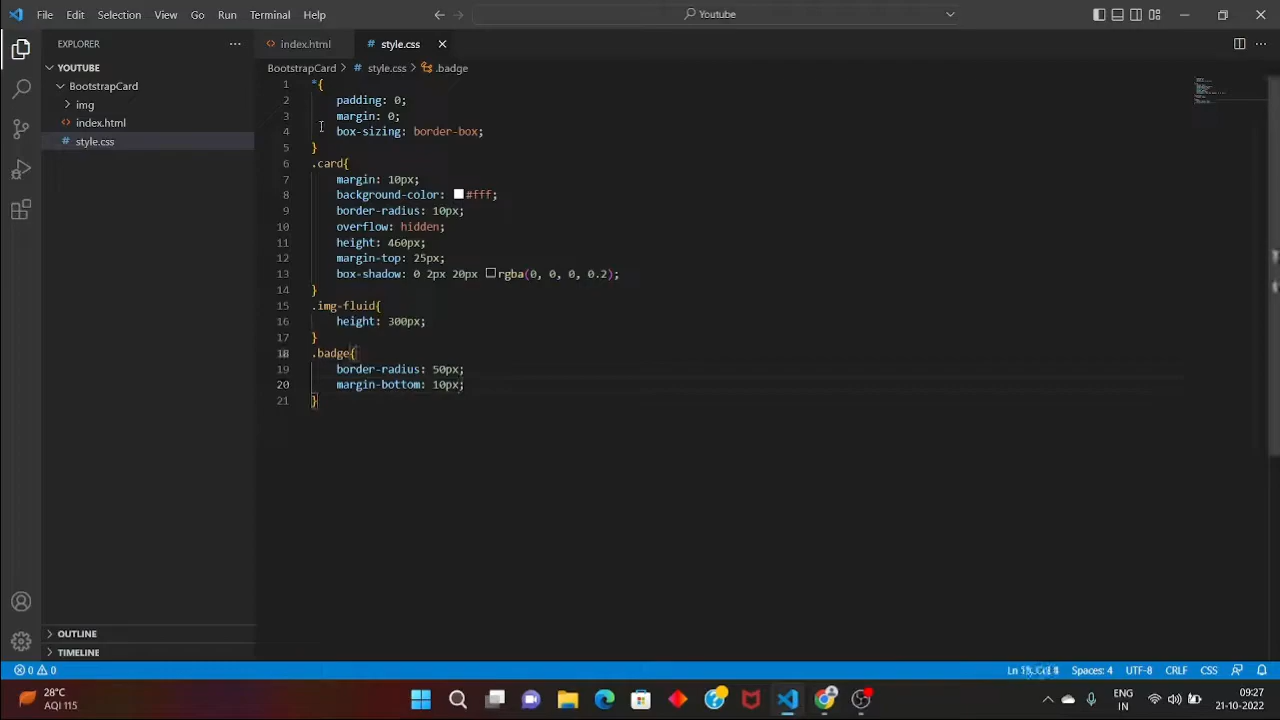 File Edit Selection View Go Run Terminal Help
Youtube
EXPLORER
index.html
style.css
YOUTUBE
BootstrapCard > style.css > .badge
BootstrapCard
img
index.html
style.css
1 *{
2 padding: 0;
3 margin: 0;
4 box-sizing: border-box;
5 }
6 .card{
7 margin: 10px;
8 background-color: #fff;
9 border-radius: 10px;
10 overflow: hidden;
11 height: 460px;
12 margin-top: 25px;
13 box-shadow: 0 2px 20px rgba(0, 0, 0, 0.2);
14 }
15 .img-fluid{
16 height: 300px;
17 }
18 .badge{
19 border-radius: 50px;
20 margin-bottom: 10px;
21 }
OUTLINE
TIMELINE
0 0
Spaces: 4 UTF-8 CRLF CSS
28°C
AQI 115
ENG
IN
09:27
21-10-2022